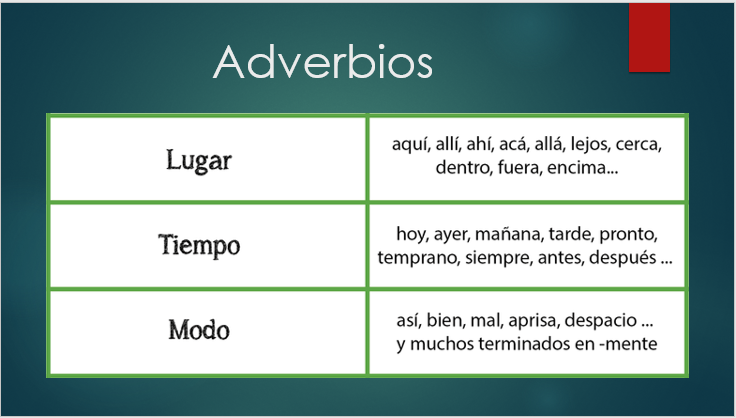 Adverbios
Lugar
aquí, allí, ahí, acá, allá, lejos, cerca,
dentro, fuera, encima...
Tiempo
hoy, ayer, mañana, tarde, pronto,
temprano, siempre, antes, después ...
Modo
así, bien, mal, aprisa, despacio ...
y muchos terminados en -mente